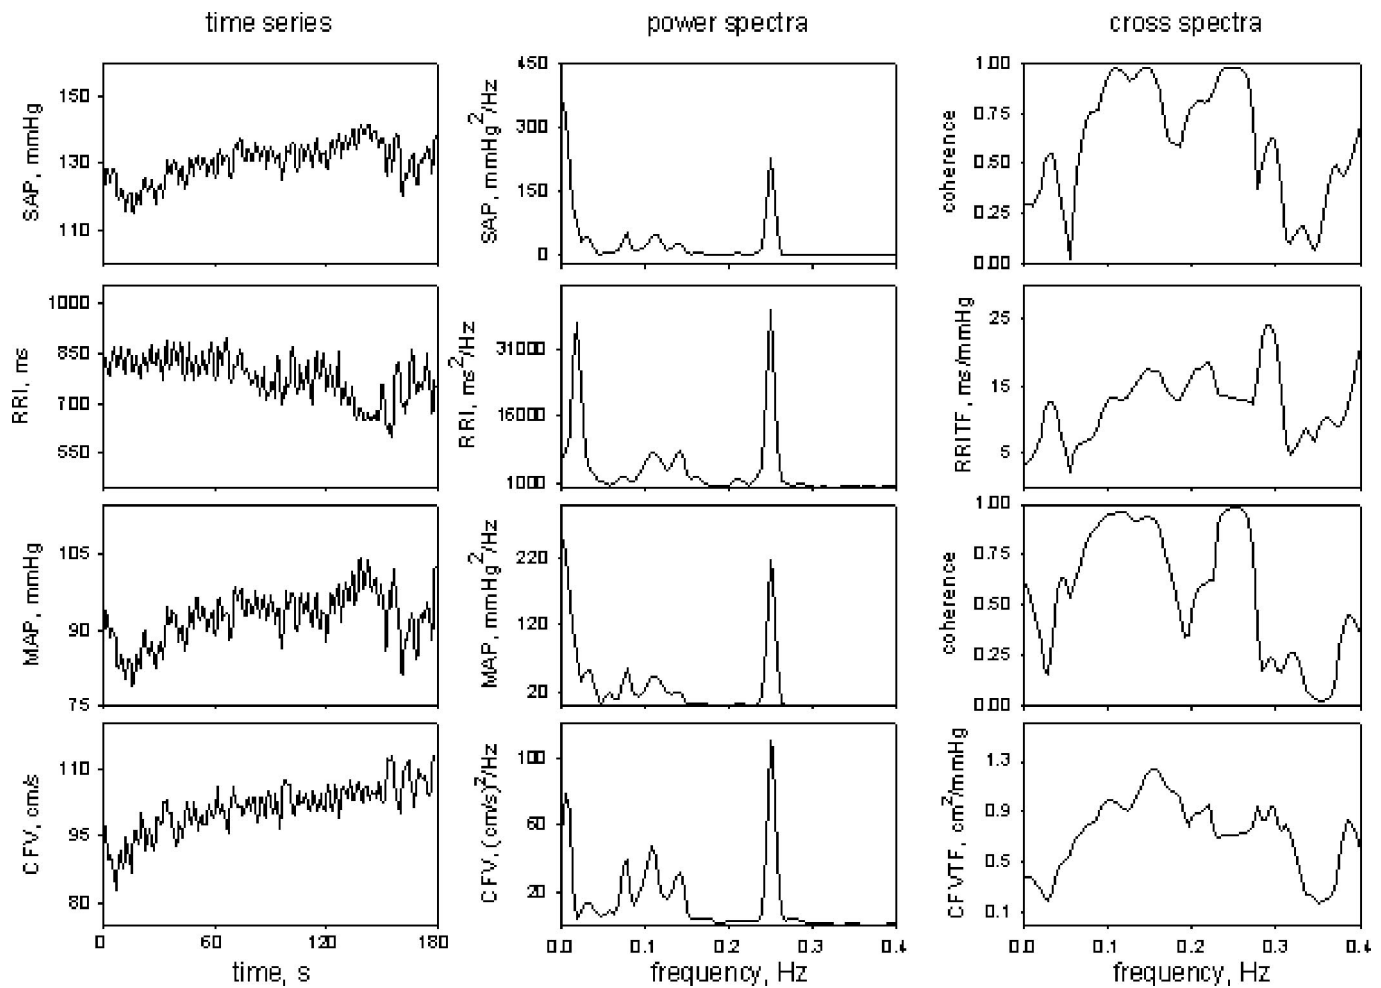 time series
power spectra
cross spectra
SAP, mmHg
150
130
110
SAP, mmHg²/Hz
450
300
150
0
coherence
1.00
0.75
0.50
0.25
0.00
RRI, ms
1000
850
700
550
RRI, ms²/Hz
31000
16000
1000
RRITF, ms/mmHg
25
15
5
MAP, mmHg
105
90
75
MAP, mmHg²/Hz
220
120
20
coherence
1.00
0.75
0.50
0.25
0.00
CFV, cm/s
110
95
80
CFV, (cm/s)²/Hz
100
60
20
CFVTF, cm²/mmHg
1.3
0.9
0.5
0.1
0 60 120 180
0.0 0.1 0.2 0.3 0.4
0.0 0.1 0.2 0.3 0.4
time, s
frequency, Hz
frequency, Hz